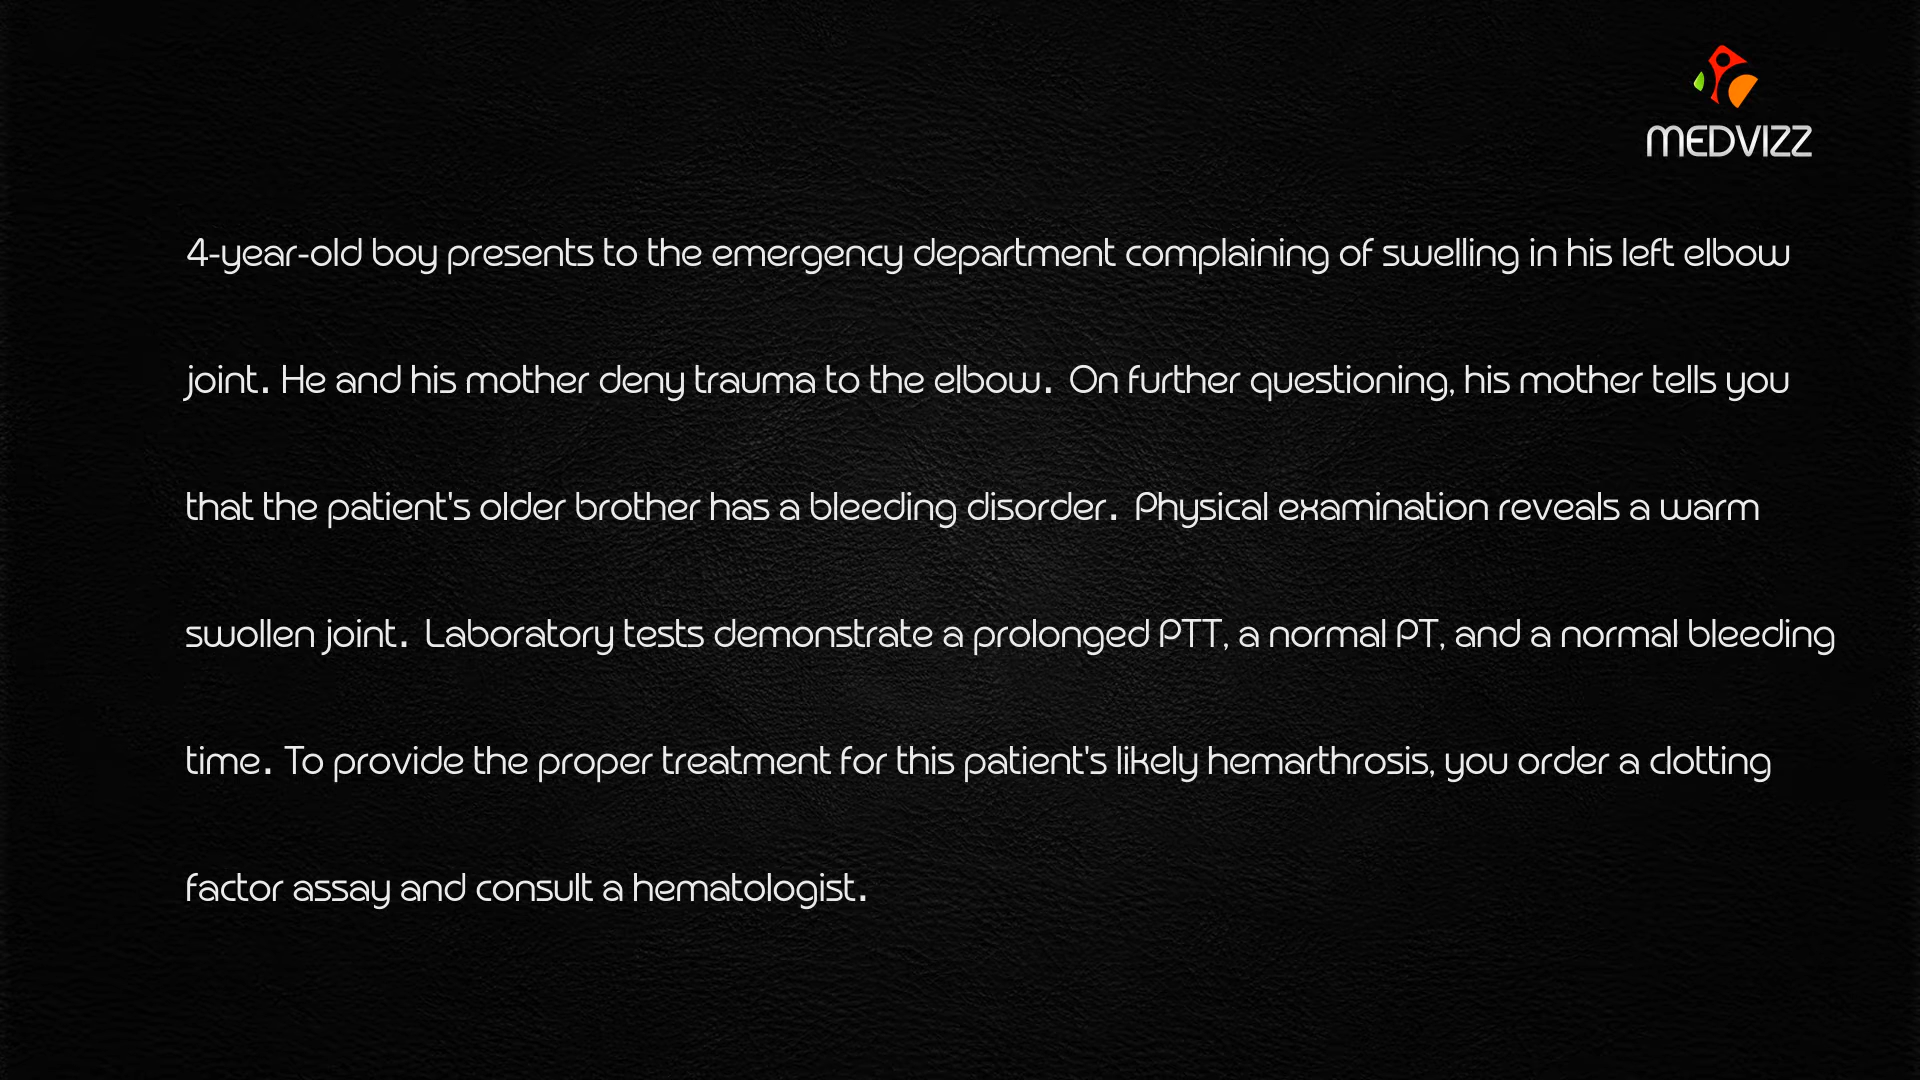 MEDVIZZ
4-year-old boy presents to the emergency department complaining of swelling in his left elbow
joint. He and his mother deny trauma to the elbow. On further questioning, his mother tells you
that the patient's older brother has a bleeding disorder. Physical examination reveals a warm
swollen joint. Laboratory tests demonstrate a prolonged PTT, a normal PT, and a normal bleeding
time. To provide the proper treatment for this patient's likely hemarthrosis, you order a clotting
factor assay and consult a hematologist.